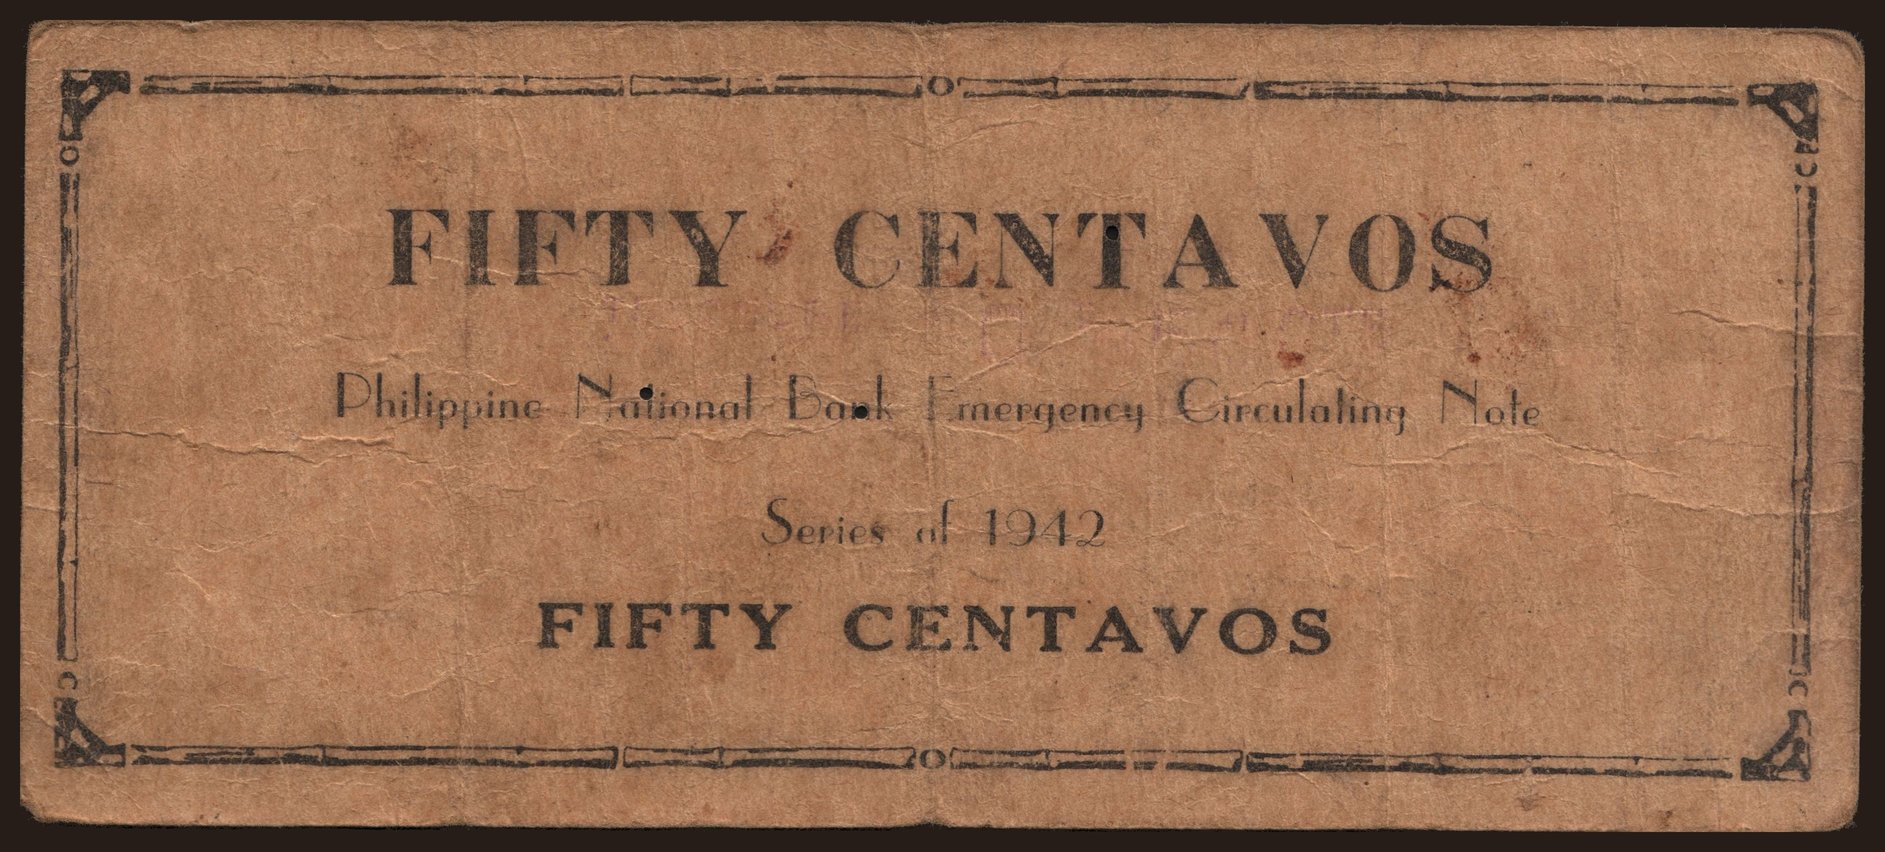 FIFTY CENTAVOS
Philippine National Bank Emergency Circulating Note
Series of 1942
FIFTY CENTAVOS